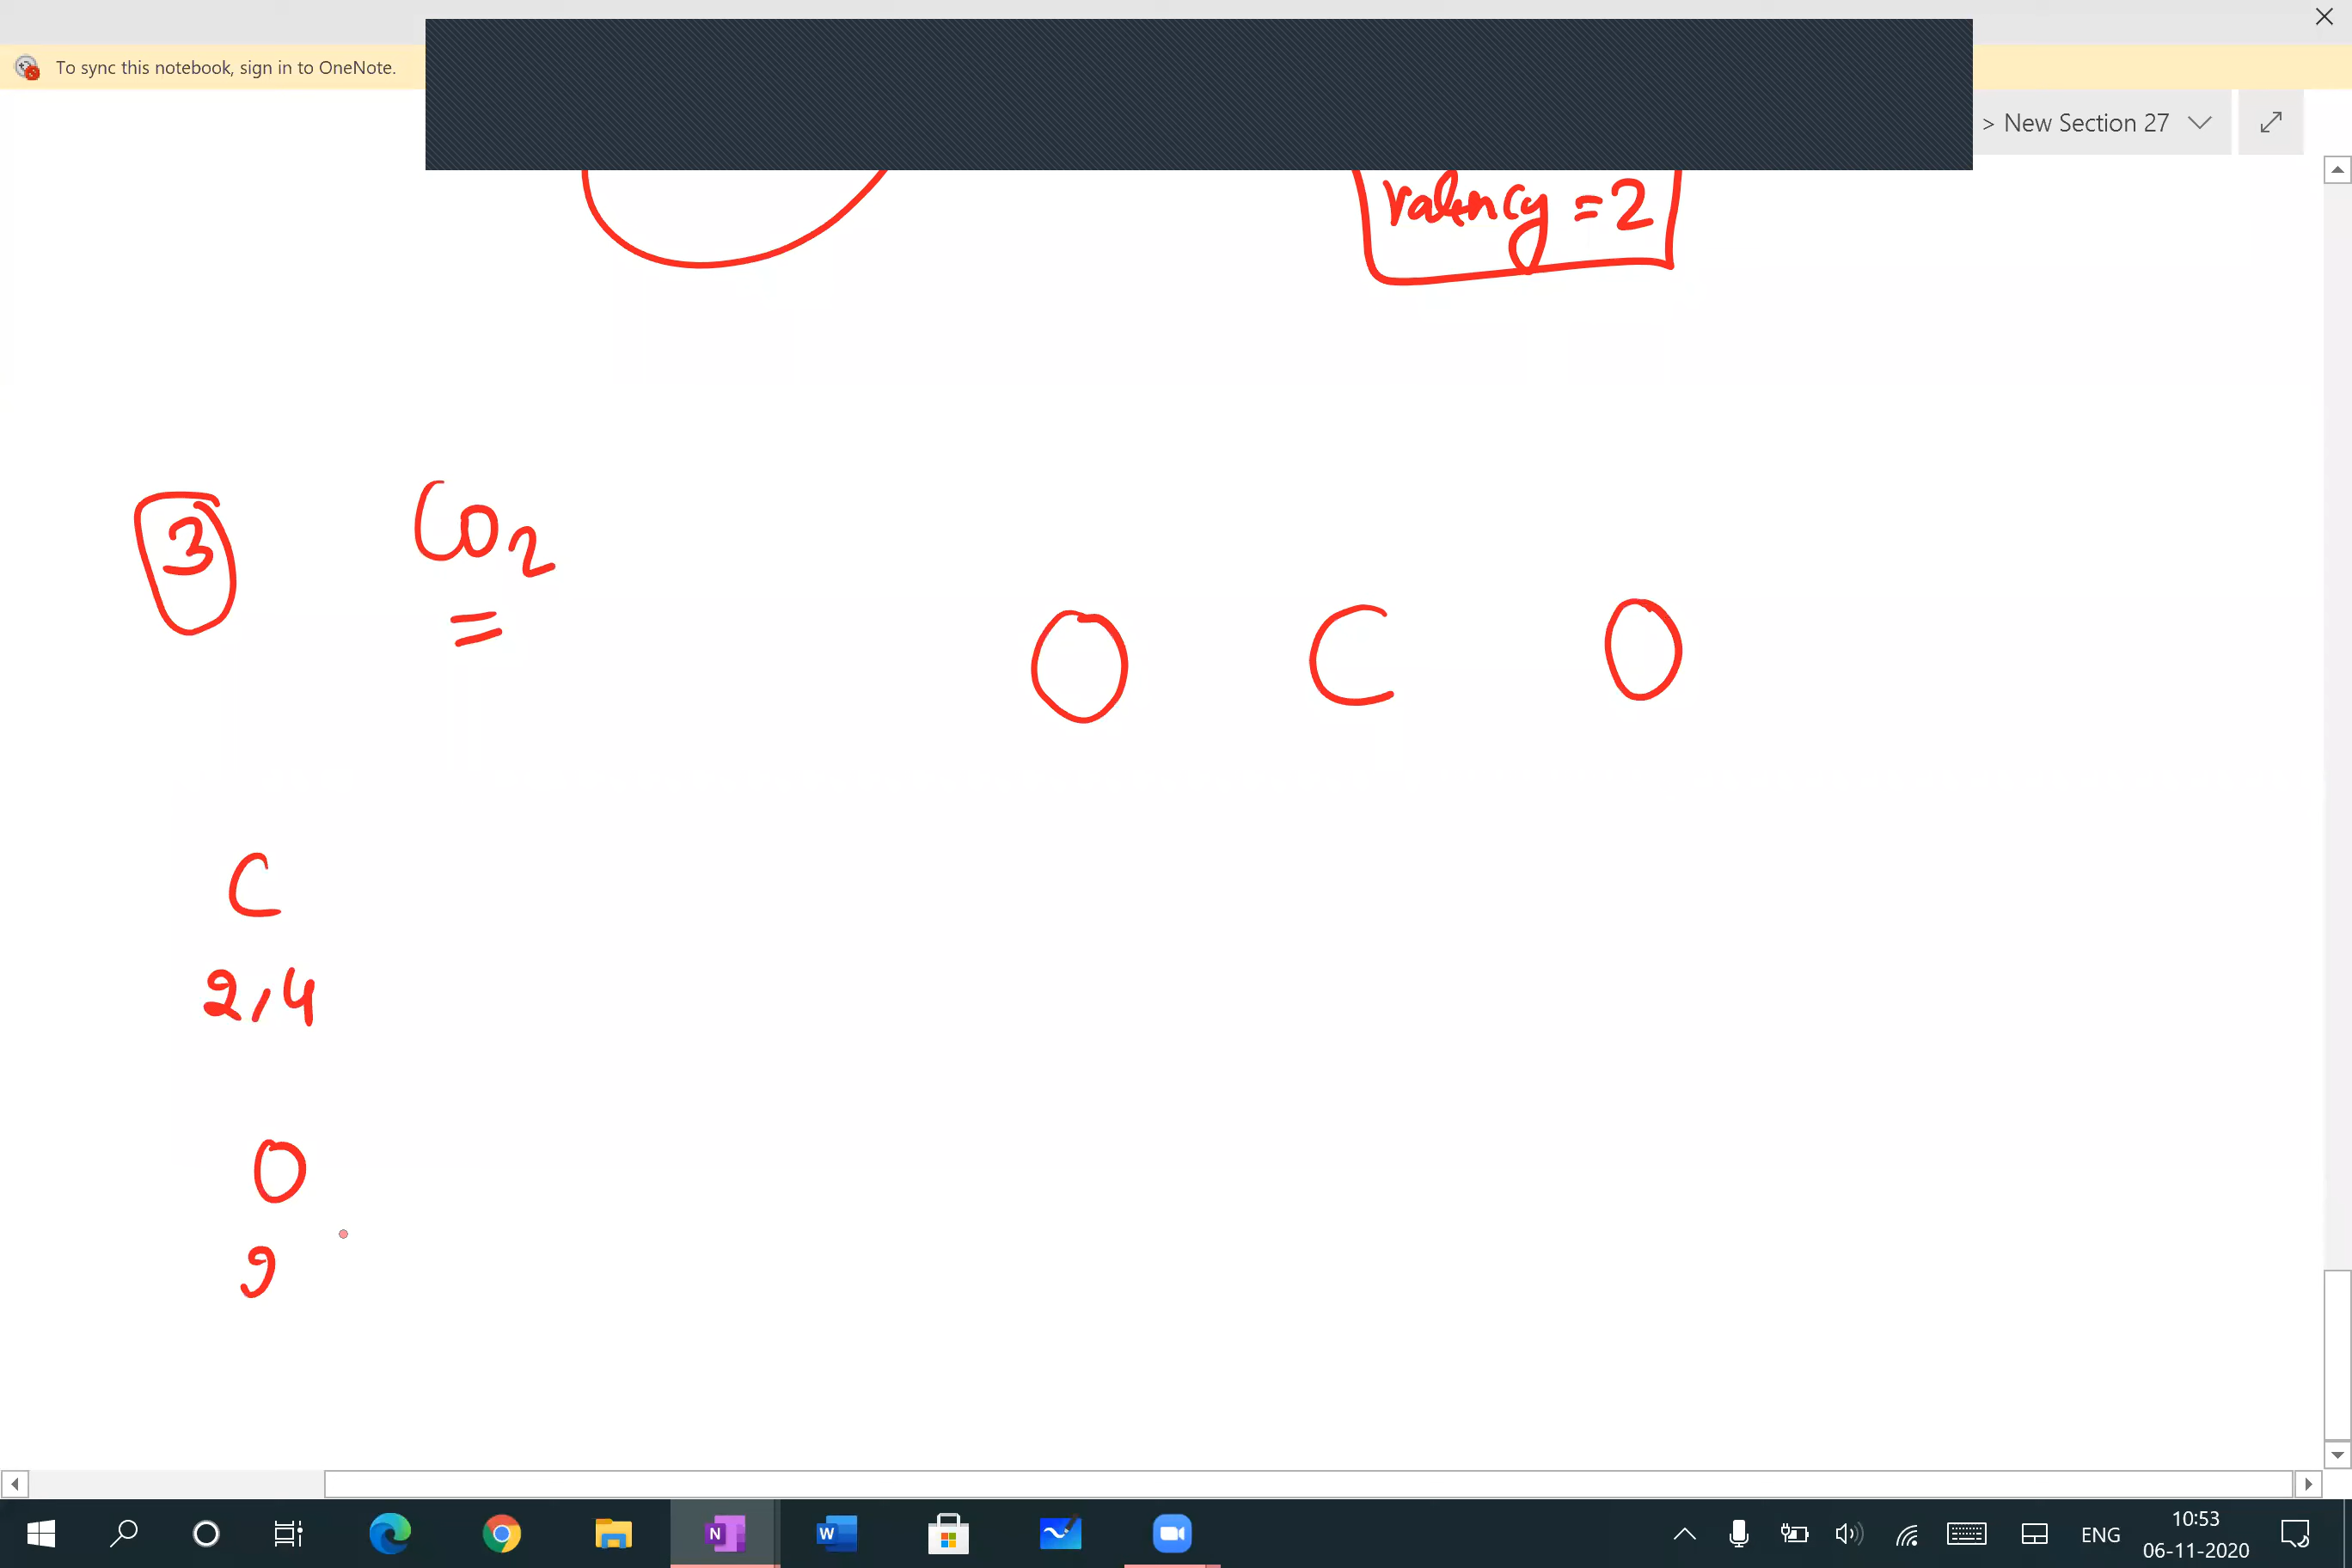 To sync this notebook, sign in to OneNote.
> New Section 27
valency = 2
3
CO2
=
O C O
C
2,4
O
N
W
ENG
10:53
06-11-2020